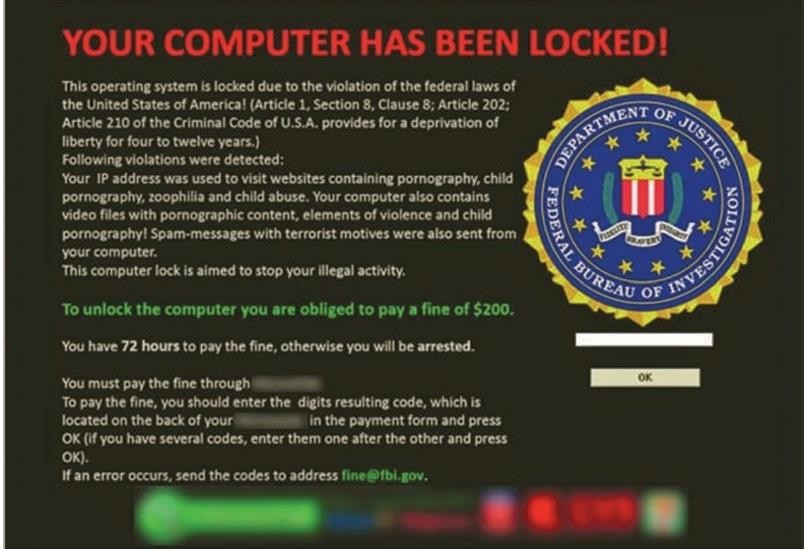 YOUR COMPUTER HAS BEEN LOCKED!
This operating system is locked due to the violation of the federal laws of
the United States of America! (Article 1, Section 8, Clause 8; Article 202;
Article 210 of the Criminal Code of U.S.A. provides for a deprivation of
liberty for four to twelve years.)
Following violations were detected:
Your IP address was used to visit websites containing pornography, child
pornography, zoophilia and child abuse. Your computer also contains
video files with pornographic content, elements of violence and child
pornography! Spam-messages with terrorist motives were also sent from
your computer.
This computer lock is aimed to stop your illegal activity.
To unlock the computer you are obliged to pay a fine of $200.
You have 72 hours to pay the fine, otherwise you will be arrested.
You must pay the fine through
To pay the fine, you should enter the digits resulting code, which is
located on the back of your in the payment form and press
OK (if you have several codes, enter them one after the other and press
OK).
If an error occurs, send the codes to address fine@fbi.gov.
DEPARTMENT OF JUSTICE
FEDERAL BUREAU OF INVESTIGATION
FIDELITY BRAVERY INTEGRITY
OK